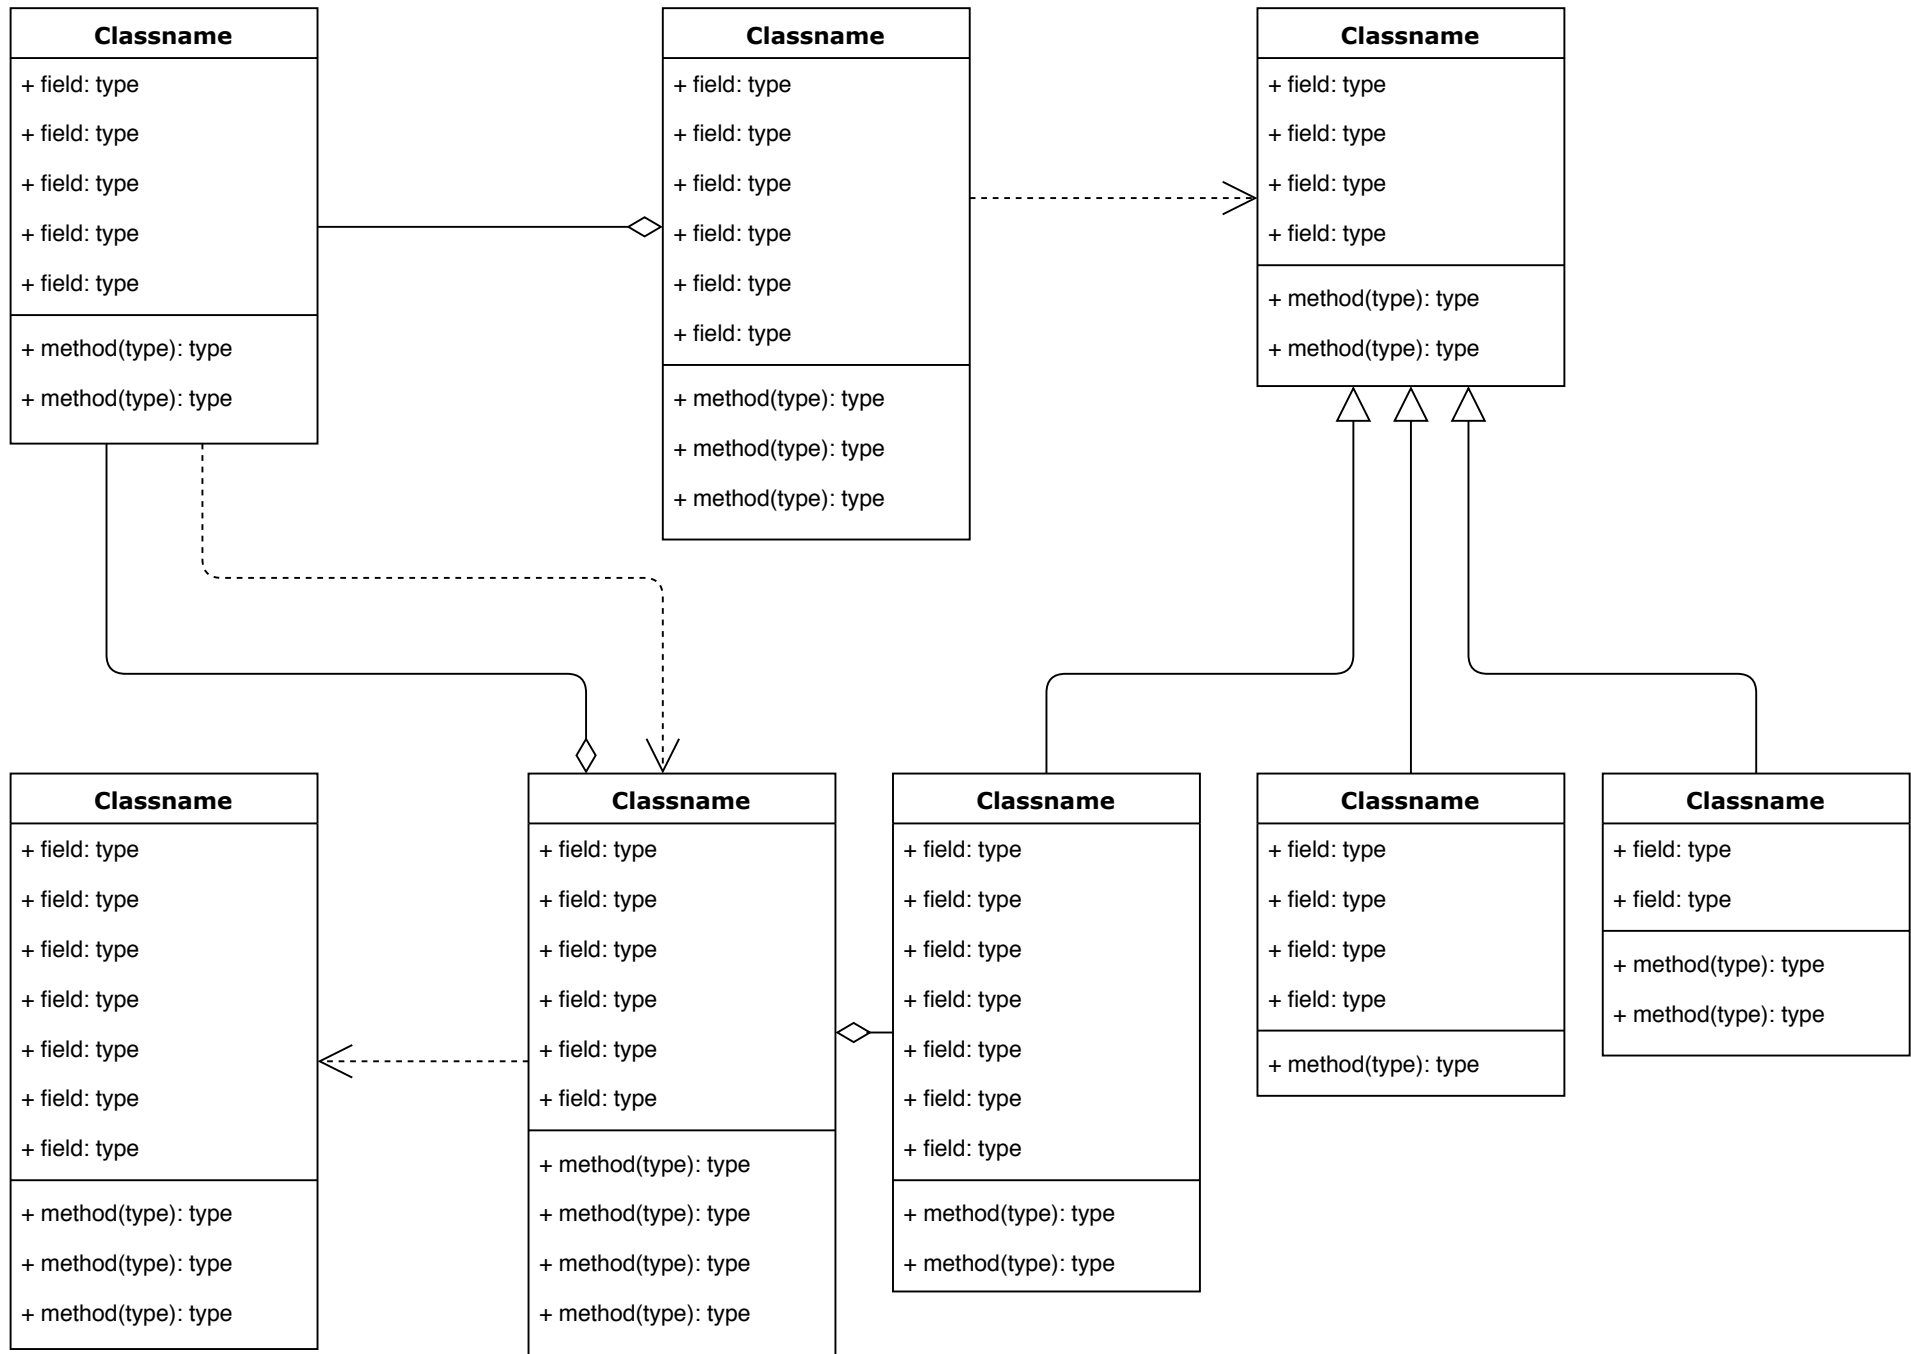 Classname
+ field: type
+ field: type
+ field: type
+ field: type
+ field: type
+ method(type): type
+ method(type): type
Classname
+ field: type
+ field: type
+ field: type
+ field: type
+ field: type
+ field: type
+ method(type): type
+ method(type): type
+ method(type): type
Classname
+ field: type
+ field: type
+ field: type
+ field: type
+ method(type): type
+ method(type): type
Classname
+ field: type
+ field: type
+ field: type
+ field: type
+ field: type
+ field: type
+ field: type
+ method(type): type
+ method(type): type
+ method(type): type
Classname
+ field: type
+ field: type
+ field: type
+ field: type
+ field: type
+ field: type
+ method(type): type
+ method(type): type
+ method(type): type
+ method(type): type
Classname
+ field: type
+ field: type
+ field: type
+ field: type
+ field: type
+ field: type
+ field: type
+ method(type): type
+ method(type): type
Classname
+ field: type
+ field: type
+ field: type
+ field: type
+ method(type): type
Classname
+ field: type
+ field: type
+ method(type): type
+ method(type): type